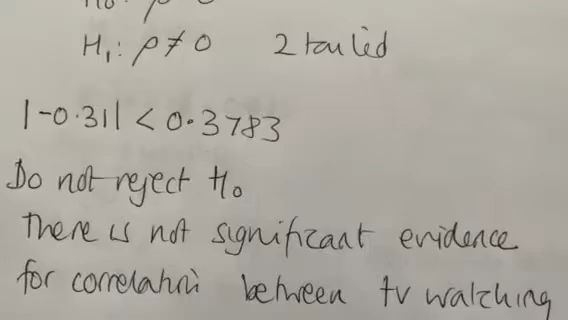 H₁: ρ ≠ 0 2 tailed
|-0.311| < 0.3783
Do not reject H₀
There is not significant evidence
for correlation between tv watching